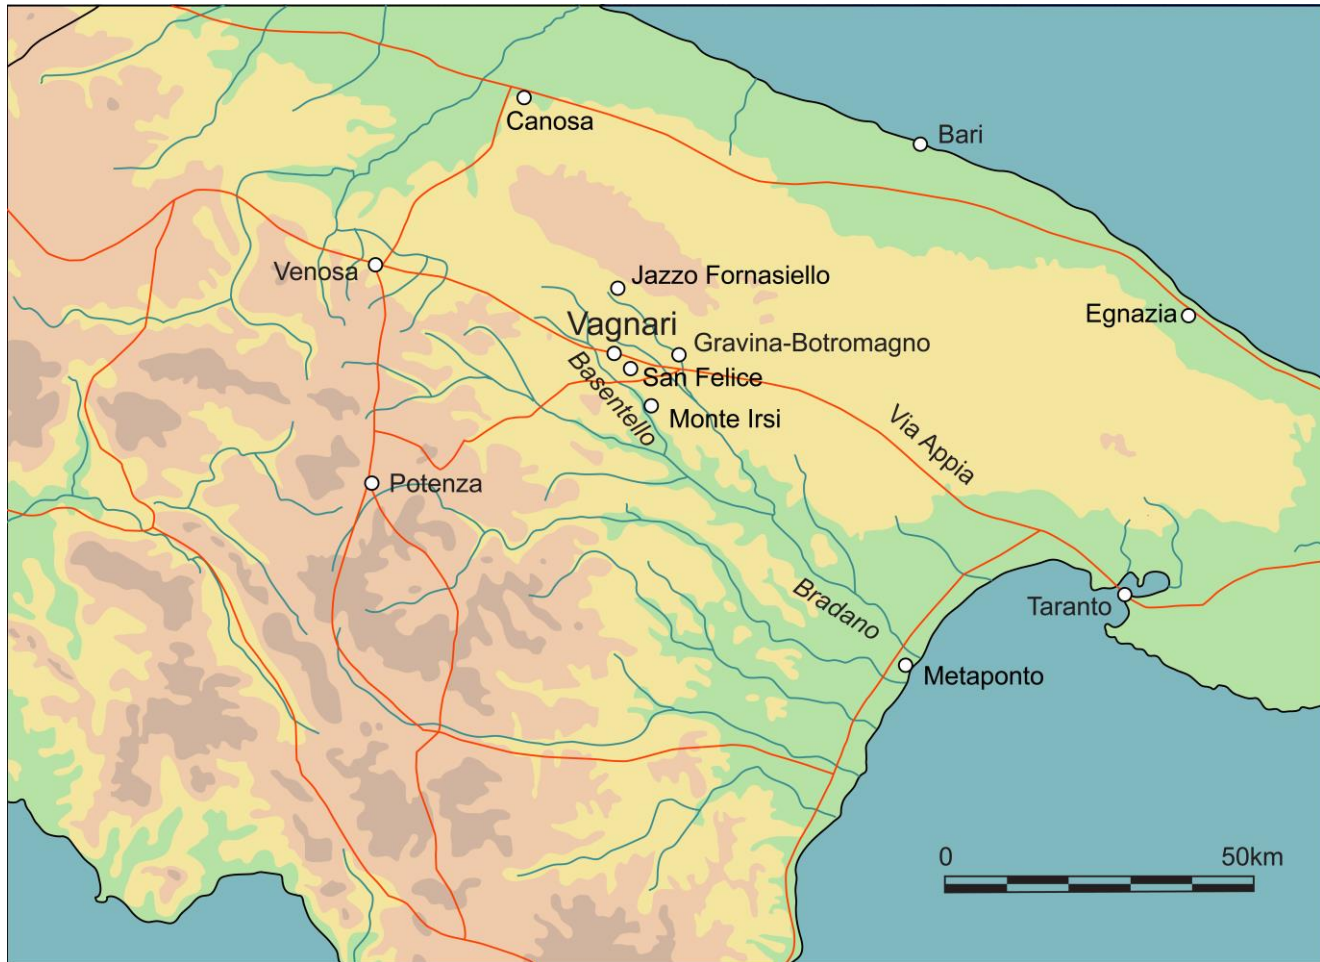 Canosa
Bari
Venosa
Jazzo Fornasiello
Egnazia
Vagnari
Gravina-Botromagno
San Felice
Basentello
Monte Irsi
Via Appia
Potenza
Bradano
Taranto
Metaponto
0 50km